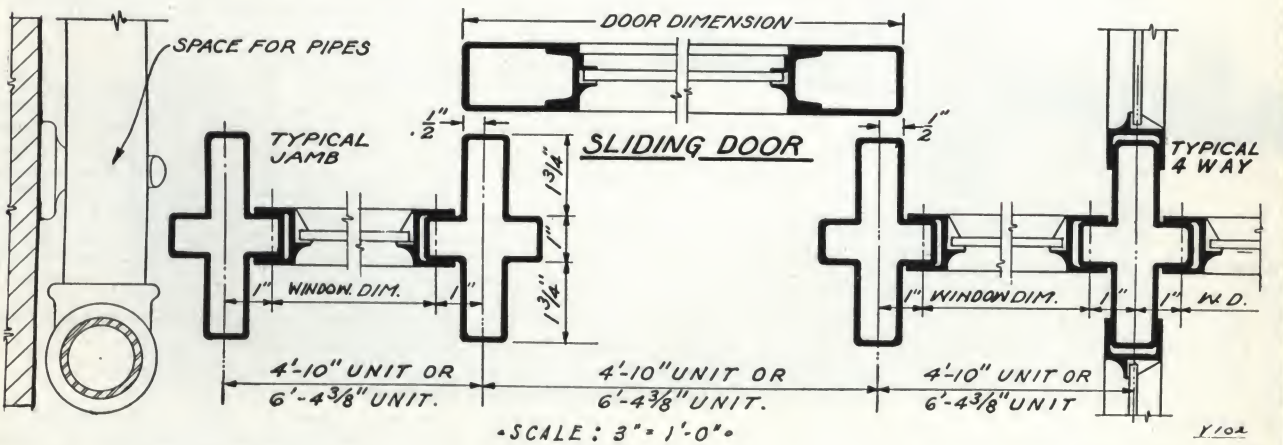 DOOR DIMENSION
SPACE FOR PIPES
TYPICAL
JAMB
1/2"
SLIDING DOOR
1/2"
TYPICAL
4 WAY
1 3/4"
1"
1 3/4"
1"
WINDOW. DIM.
1"
1"
WINDOW DIM.
1"
1"
W.D.
4'-10" UNIT OR
6'-4 3/8" UNIT.
4'-10" UNIT OR
6'-4 3/8" UNIT.
4'-10" UNIT OR
6'-4 3/8" UNIT
•SCALE: 3" = 1'-0"•